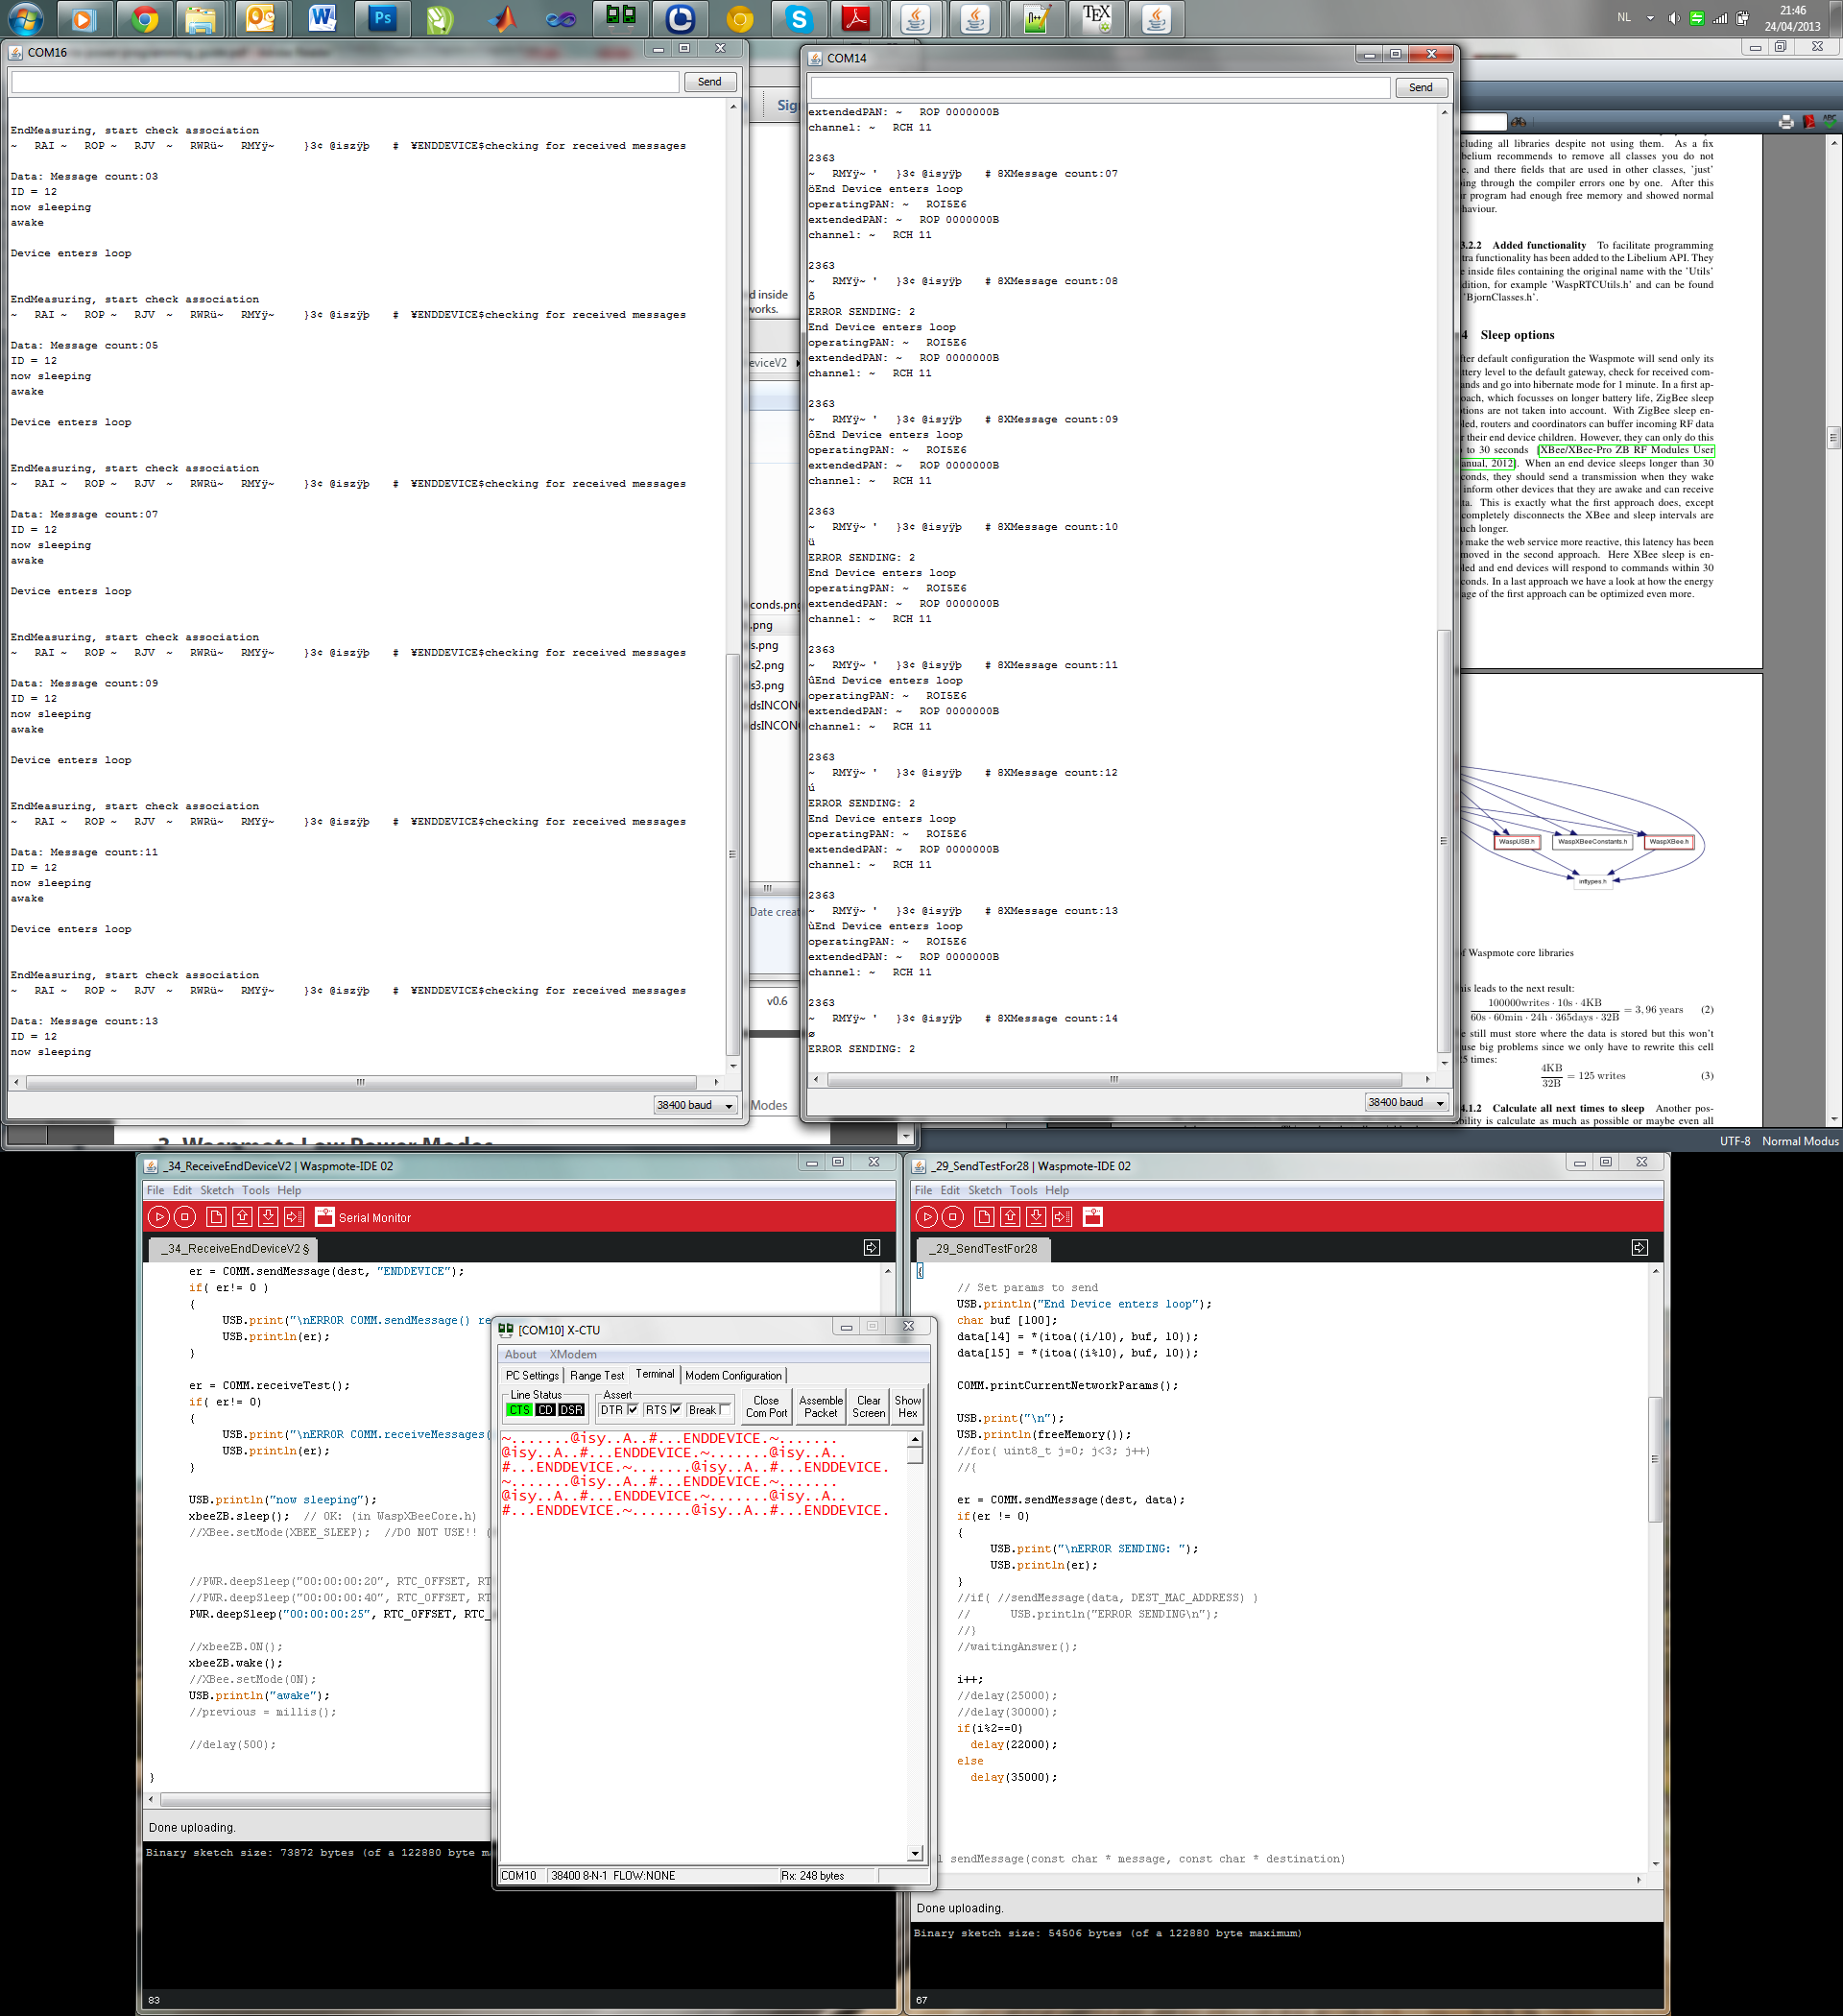 NL
21:46
24/04/2013
COM16
Send
EndMeasuring, start check association
~ RAI ~ ROP ~ RJV ~ RWRü~ RMYÿ~ }3¢ @iszÿþ # ¥ENDDEVICE$checking for received messages
Data: Message count:03
ID = 12
now sleeping
awake
Device enters loop
EndMeasuring, start check association
~ RAI ~ ROP ~ RJV ~ RWRü~ RMYÿ~ }3¢ @iszÿþ # ¥ENDDEVICE$checking for received messages
Data: Message count:05
ID = 12
now sleeping
awake
Device enters loop
EndMeasuring, start check association
~ RAI ~ ROP ~ RJV ~ RWRü~ RMYÿ~ }3¢ @iszÿþ # ¥ENDDEVICE$checking for received messages
Data: Message count:07
ID = 12
now sleeping
awake
Device enters loop
EndMeasuring, start check association
~ RAI ~ ROP ~ RJV ~ RWRü~ RMYÿ~ }3¢ @iszÿþ # ¥ENDDEVICE$checking for received messages
Data: Message count:09
ID = 12
now sleeping
awake
Device enters loop
EndMeasuring, start check association
~ RAI ~ ROP ~ RJV ~ RWRü~ RMYÿ~ }3¢ @iszÿþ # ¥ENDDEVICE$checking for received messages
Data: Message count:11
ID = 12
now sleeping
awake
Device enters loop
EndMeasuring, start check association
~ RAI ~ ROP ~ RJV ~ RWRü~ RMYÿ~ }3¢ @iszÿþ # ¥ENDDEVICE$checking for received messages
Data: Message count:13
ID = 12
now sleeping
38400 baud
Sig
d inside
works.
eviceV2
conds.png
.png
s.png
s2.png
s3.png
dsINCON
dsINCON
Date creat
v0.6
Modes
3. Waspmote Low Power Modes
COM14
Send
extendedPAN: ~ ROP 0000000B
channel: ~ RCH 11
2363
~ RMYÿ~ ' }3¢ @isyÿþ # 8XMessage count:07
öEnd Device enters loop
operatingPAN: ~ ROI5E6
extendedPAN: ~ ROP 0000000B
channel: ~ RCH 11
2363
~ RMYÿ~ ' }3¢ @isyÿþ # 8XMessage count:08
õ
ERROR SENDING: 2
End Device enters loop
operatingPAN: ~ ROI5E6
extendedPAN: ~ ROP 0000000B
channel: ~ RCH 11
2363
~ RMYÿ~ ' }3¢ @isyÿþ # 8XMessage count:09
ôEnd Device enters loop
operatingPAN: ~ ROI5E6
extendedPAN: ~ ROP 0000000B
channel: ~ RCH 11
2363
~ RMYÿ~ ' }3¢ @isyÿþ # 8XMessage count:10
ü
ERROR SENDING: 2
End Device enters loop
operatingPAN: ~ ROI5E6
extendedPAN: ~ ROP 0000000B
channel: ~ RCH 11
2363
~ RMYÿ~ ' }3¢ @isyÿþ # 8XMessage count:11
ûEnd Device enters loop
operatingPAN: ~ ROI5E6
extendedPAN: ~ ROP 0000000B
channel: ~ RCH 11
2363
~ RMYÿ~ ' }3¢ @isyÿþ # 8XMessage count:12
ú
ERROR SENDING: 2
End Device enters loop
operatingPAN: ~ ROI5E6
extendedPAN: ~ ROP 0000000B
channel: ~ RCH 11
2363
~ RMYÿ~ ' }3¢ @isyÿþ # 8XMessage count:13
ùEnd Device enters loop
operatingPAN: ~ ROI5E6
extendedPAN: ~ ROP 0000000B
channel: ~ RCH 11
2363
~ RMYÿ~ ' }3¢ @isyÿþ # 8XMessage count:14
ø
ERROR SENDING: 2
38400 baud
cluding all libraries despite not using them. As a fix
belium recommends to remove all classes you do not
e, and there fields that are used in other classes, 'just'
ing through the compiler errors one by one. After this
r program had enough free memory and showed normal
haviour.
3.2.2 Added functionality To facilitate programming
tra functionality has been added to the Libelium API. They
e inside files containing the original name with the 'Utils'
dition, for example 'WaspRTCUtils.h' and can be found
'BjornClasses.h'.
4 Sleep options
fter default configuration the Waspmote will send only its
ttery level to the default gateway, check for received com-
ands and go into hibernate mode for 1 minute. In a first ap-
oach, which focusses on longer battery life, ZigBee sleep
tions are not taken into account. With ZigBee sleep en-
led, routers and coordinators can buffer incoming RF data
r their end device children. However, they can only do this
to 30 seconds [XBee/XBee-Pro ZB RF Modules User
anual, 2012]. When an end device sleeps longer than 30
conds, they should send a transmission when they wake
inform other devices that they are awake and can receive
ta. This is exactly what the first approach does, except
completely disconnects the XBee and sleep intervals are
uch longer.
make the web service more reactive, this latency has been
moved in the second approach. Here XBee sleep is en-
led and end devices will respond to commands within 30
conds. In a last approach we have a look at how the energy
age of the first approach can be optimized even more.
WaspUSB.h
WaspXBeeConstants.h
WaspXBee.h
inttypes.h
of Waspmote core libraries
is leads to the next result:
100000writes · 10s · 4KB
60s · 60min · 24h · 365days · 32B = 3,96 years (2)
e still must store where the data is stored but this won't
use big problems since we only have to rewrite this cell
5 times:
4KB
32B = 125 writes (3)
4.1.2 Calculate all next times to sleep Another pos-
bility is calculate as much as possible or maybe even all
UTF-8 Normal Modus
_34_ReceiveEndDeviceV2 | Waspmote-IDE 02
File Edit Sketch Tools Help
Serial Monitor
_34_ReceiveEndDeviceV2 §
er = COMM.sendMessage(dest, "ENDDEVICE");
if( er!= 0 )
{
USB.print("\nERROR COMM.sendMessage() re
USB.println(er);
}
er = COMM.receiveTest();
if( er!= 0)
{
USB.print("\nERROR COMM.receiveMessages(
USB.println(er);
}
USB.println("now sleeping");
xbeeZB.sleep(); // OK: (in WaspXBeeCore.h)
//XBee.setMode(XBEE_SLEEP); //DO NOT USE!! (
//PWR.deepSleep("00:00:00:20", RTC_OFFSET, RT
//PWR.deepSleep("00:00:00:40", RTC_OFFSET, RT
PWR.deepSleep("00:00:00:25", RTC_OFFSET, RTC_
//xbeeZB.ON();
xbeeZB.wake();
//XBee.setMode(ON);
USB.println("awake");
//previous = millis();
//delay(500);
}
Done uploading.
Binary sketch size: 73872 bytes (of a 122880 byte m
83
[COM10] X-CTU
About XModem
PC Settings Range Test Terminal Modem Configuration
Line Status
CTS CD DSR
Assert
DTR RTS Break
Close Com Port
Assemble Packet
Clear Screen
Show Hex
~.......@isy..A..#...ENDDEVICE.~.......
@isy..A..#...ENDDEVICE.~.......@isy..A..
#...ENDDEVICE.~.......@isy..A..#...ENDDEVICE.
~.......@isy..A..#...ENDDEVICE.~.......
@isy..A..#...ENDDEVICE.~.......@isy..A..
#...ENDDEVICE.~.......@isy..A..#...ENDDEVICE.
COM10 38400 8-N-1 FLOW:NONE Rx: 248 bytes
_29_SendTestFor28 | Waspmote-IDE 02
File Edit Sketch Tools Help
_29_SendTestFor28
{
// Set params to send
USB.println("End Device enters loop");
char buf [100];
data[14] = *(itoa((i/10), buf, 10));
data[15] = *(itoa((i%10), buf, 10));
COMM.printCurrentNetworkParams();
USB.print("\n");
USB.println(freeMemory());
//for( uint8_t j=0; j<3; j++)
//{
er = COMM.sendMessage(dest, data);
if(er != 0)
{
USB.print("\nERROR SENDING: ");
USB.println(er);
}
//if( //sendMessage(data, DEST_MAC_ADDRESS) )
// USB.println("ERROR SENDING\n");
//}
//waitingAnswer();
i++;
//delay(25000);
//delay(30000);
if(i%2==0)
delay(22000);
else
delay(35000);
l sendMessage(const char * message, const char * destination)
Done uploading.
Binary sketch size: 54506 bytes (of a 122880 byte maximum)
67